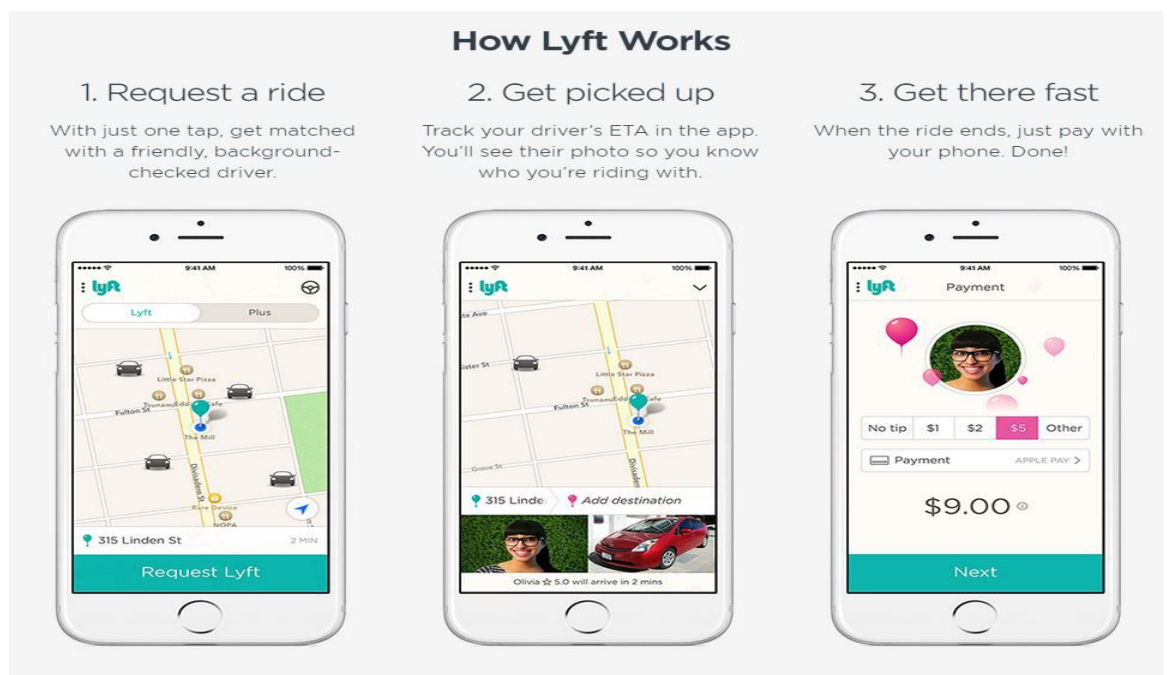 How Lyft Works
1. Request a ride
With just one tap, get matched
with a friendly, background-
checked driver.
2. Get picked up
Track your driver's ETA in the app.
You'll see their photo so you know
who you're riding with.
3. Get there fast
When the ride ends, just pay with
your phone. Done!
9:41 AM 100%
lyft
Lyft Plus
Little Star Pizza
Fulton St
The Mill
Divisadero St
Rare Device
NOPA
315 Linden St 2 MIN
Request Lyft
9:41 AM 100%
lyft
te Ave
Little Star Pizza
Fulton St
The Mill
Grove St
315 Linde Add destination
Olivia ☆ 5.0 will arrive in 2 mins
9:41 AM 100%
lyft Payment
No tip $1 $2 $5 Other
Payment APPLE PAY >
$9.00
Next